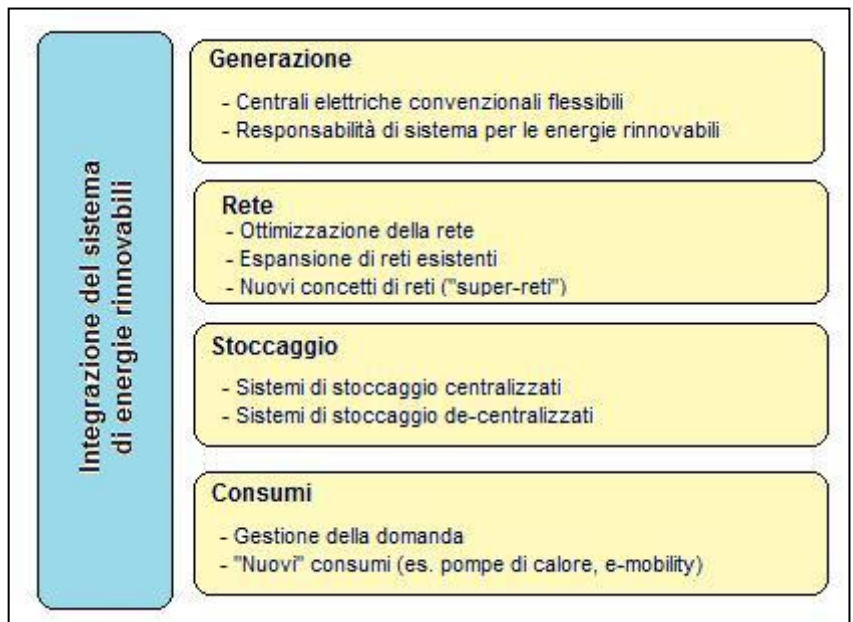 Integrazione del sistema
di energie rinnovabili
Generazione
- Centrali elettriche convenzionali flessibili
- Responsabilità di sistema per le energie rinnovabili
Rete
- Ottimizzazione della rete
- Espansione di reti esistenti
- Nuovi concetti di reti ("super-reti")
Stoccaggio
- Sistemi di stoccaggio centralizzati
- Sistemi di stoccaggio de-centralizzati
Consumi
- Gestione della domanda
- "Nuovi" consumi (es. pompe di calore, e-mobility)